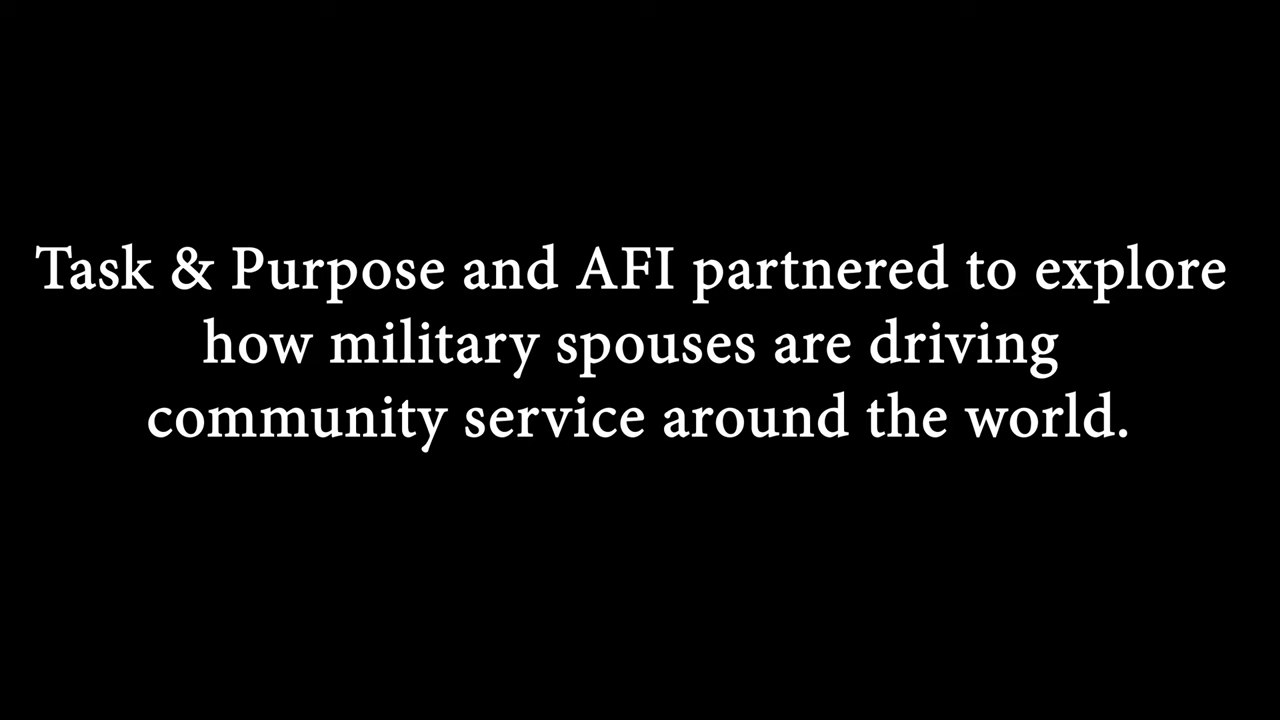 Task & Purpose and AFI partnered to explore
how military spouses are driving
community service around the world.